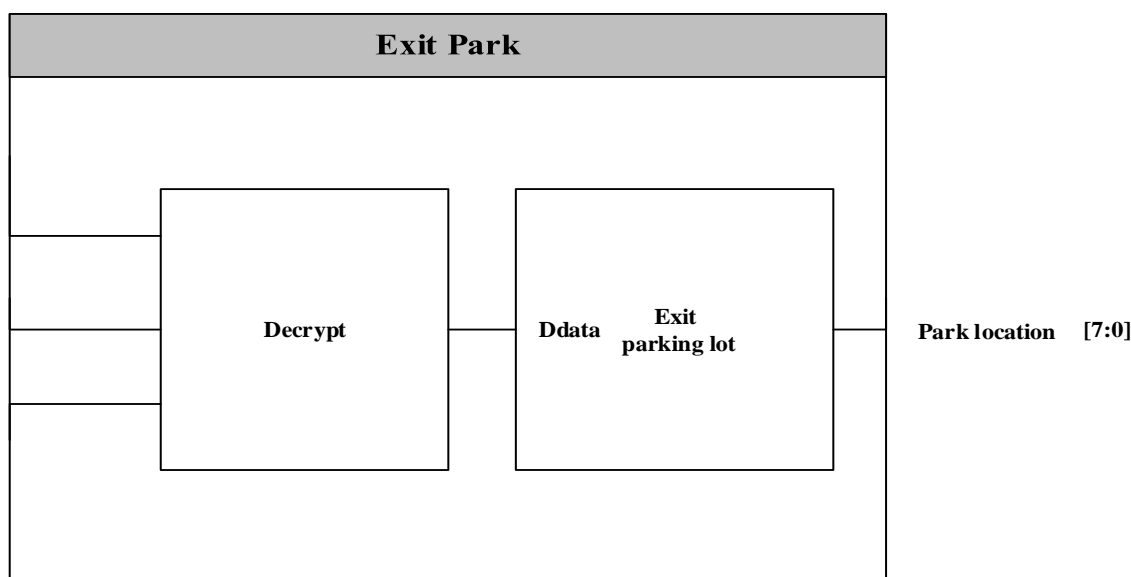 Exit Park
Decrypt
Ddata
Exit
parking lot
Park location [7:0]